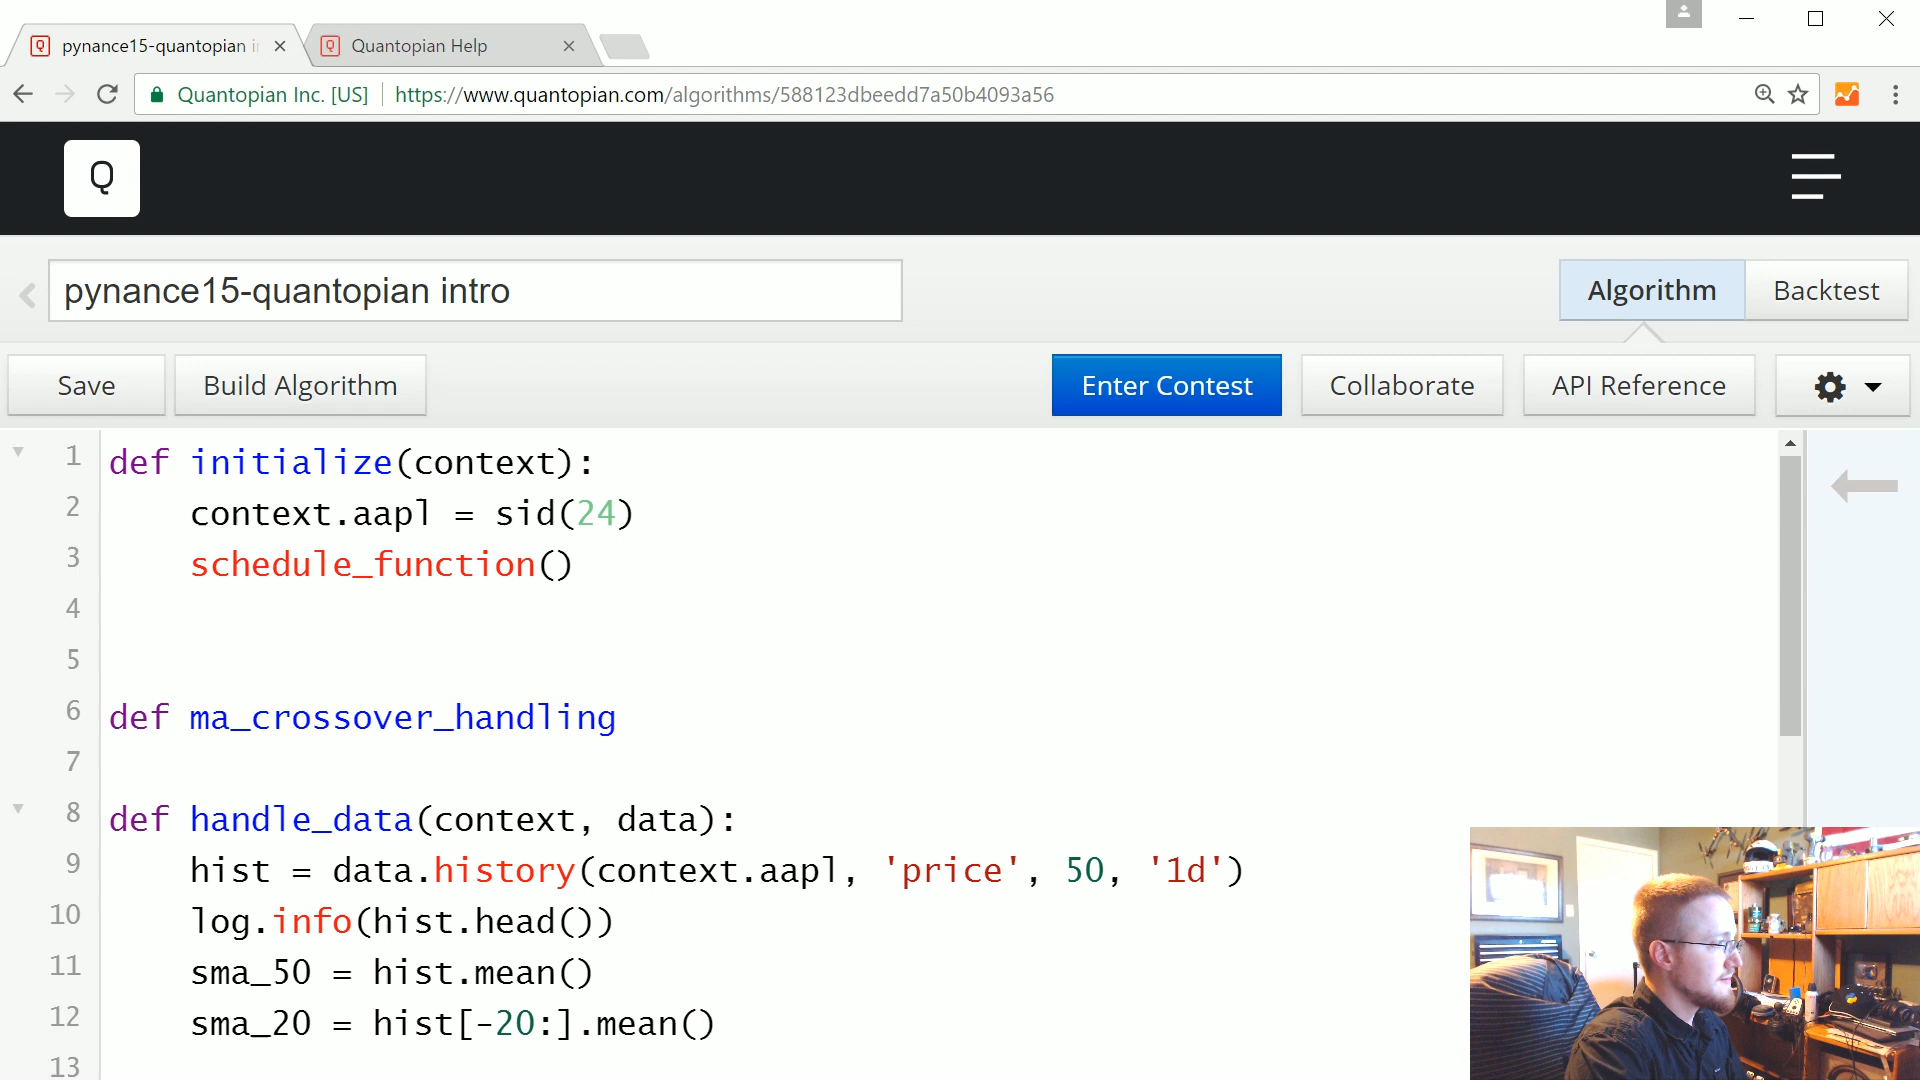 pynance15-quantopian i
Quantopian Help
Quantopian Inc. [US]
https://www.quantopian.com/algorithms/588123dbeedd7a50b4093a56
Q
pynance15-quantopian intro
Algorithm
Backtest
Save
Build Algorithm
Enter Contest
Collaborate
API Reference
1 def initialize(context):
2 context.aapl = sid(24)
3 schedule_function()
4
5
6 def ma_crossover_handling
7
8 def handle_data(context, data):
9 hist = data.history(context.aapl, 'price', 50, '1d')
10 log.info(hist.head())
11 sma_50 = hist.mean()
12 sma_20 = hist[-20:].mean()
13